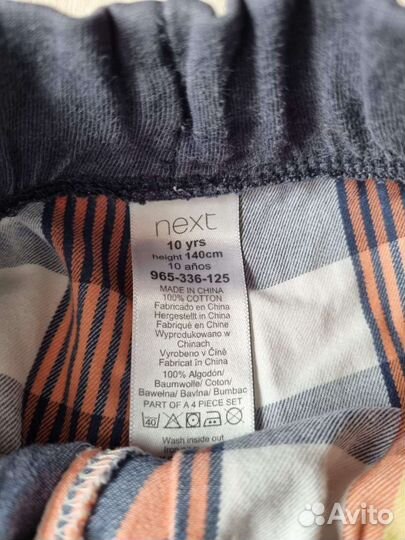 next
10 yrs
height 140cm
10 años
965-336-125
MADE IN CHINA
100% COTTON
Fabricado en China
Hergestellt in China
Fabriqué en Chine
Wyprodukowano w
Chinach
Vyrobeno v Číně
Fabricat în China
100% Algodón/
Baumwolle/ Coton/
Bawełna/ Bavlna/ Bumbac
PART OF A 4 PIECE SET
40
Wash inside out
Avito